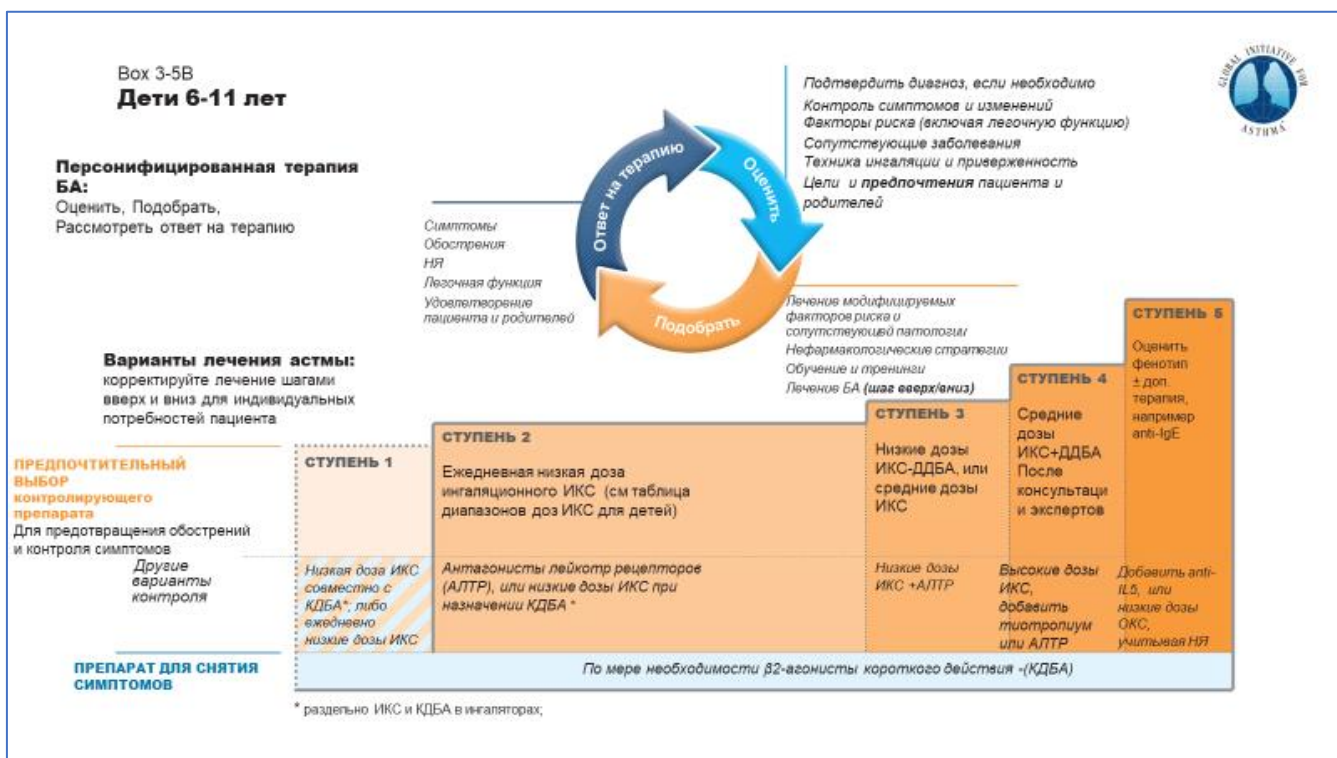 Box 3-5B
Дети 6-11 лет
GLOBAL INITIATIVE FOR
ASTHMA
Персонифицированная терапия
БА:
Оценить, Подобрать,
Рассмотреть ответ на терапию
Ответ на терапию
Оценить
Подобрать
Подтвердить диагноз, если необходимо
Контроль симптомов и изменений
Факторы риска (включая легочную функцию)
Сопутствующие заболевания
Техника ингаляции и приверженность
Цели и предпочтения пациента и
родителей
Симптомы
Обострения
НЯ
Легочная функция
Удовлетворение
пациента и родителей
Лечение модифицируемых
факторов риска и
сопутствующей патологии
Нефармакологические стратегии
Обучение и тренинги
Лечение БА (шаг вверх/вниз)
Варианты лечения астмы:
корректируйте лечение шагами
вверх и вниз для индивидуальных
потребностей пациента
ПРЕДПОЧТИТЕЛЬНЫЙ
ВЫБОР
контролирующего
препарата
Для предотвращения обострений
и контроля симптомов
СТУПЕНЬ 1
СТУПЕНЬ 2
Ежедневная низкая доза
ингаляционного ИКС (см таблица
диапазонов доз ИКС для детей)
СТУПЕНЬ 3
Низкие дозы
ИКС-ДДБА, или
средние дозы
ИКС
СТУПЕНЬ 4
Средние
дозы
ИКС+ДДБА
После
консультаци
и экспертов
СТУПЕНЬ 5
Оценить
фенотип
± доп.
терапия,
например
anti-IgE
Другие
варианты
контроля
Низкая доза ИКС
совместно с
КДБА*; либо
ежедневно
низкие дозы ИКС
Антагонисты лейкотр рецепторов
(АЛТР), или низкие дозы ИКС при
назначении КДБА *
Низкие дозы
ИКС +АЛТР
Высокие дозы
ИКС,
добавить
тиотропиум
или АЛТР
Добавить anti-
IL5, или
низкие дозы
ОКС,
учитывая НЯ
ПРЕПАРАТ ДЛЯ СНЯТИЯ
СИМПТОМОВ
По мере необходимости β2-агонисты короткого действия -(КДБА)
* раздельно ИКС и КДБА в ингаляторах;